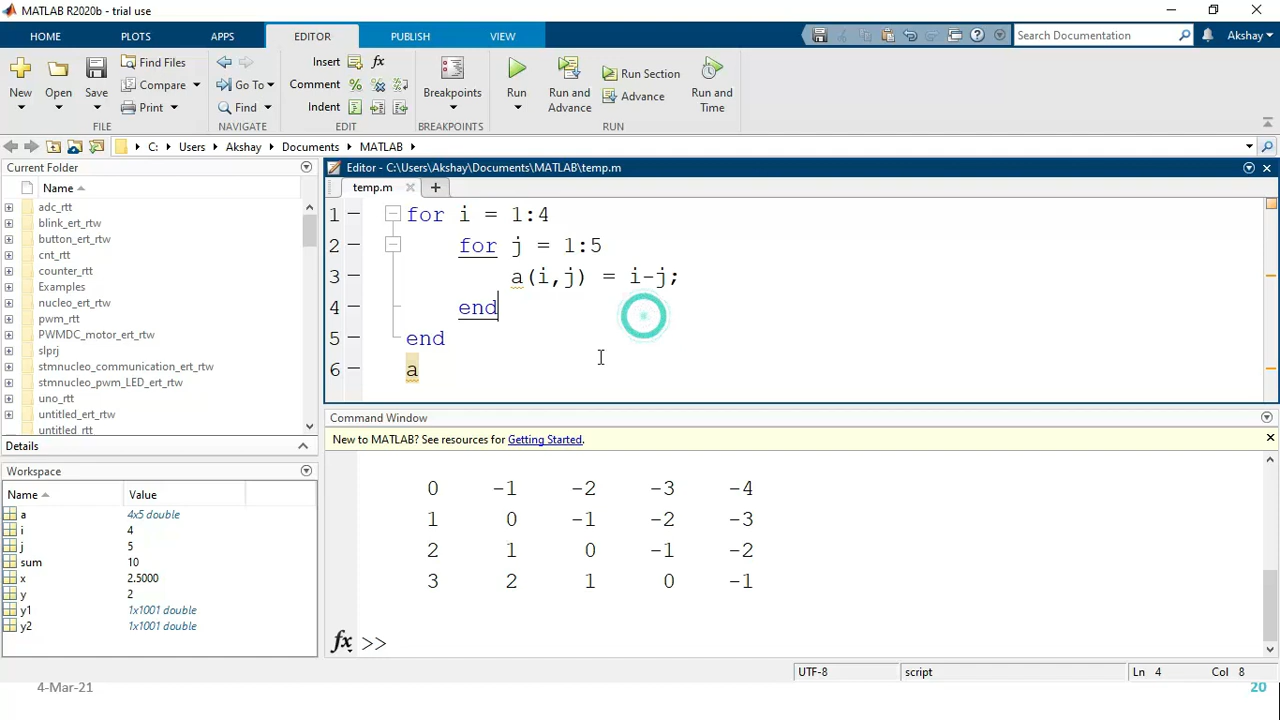 MATLAB R2020b - trial use
HOME PLOTS APPS EDITOR PUBLISH VIEW Search Documentation Akshay
New Open Save Find Files Compare Print
FILE
Go To Find
NAVIGATE
Insert fx
Comment % %
Indent
EDIT
Breakpoints
BREAKPOINTS
Run Run and Advance Run Section Advance Run and Time
RUN
C: Users Akshay Documents MATLAB
Current Folder
Name
adc_rtt
blink_ert_rtw
button_ert_rtw
cnt_rtt
counter_rtt
Examples
nucleo_ert_rtw
pwm_rtt
PWMDC_motor_ert_rtw
slprj
stmnucleo_communication_ert_rtw
stmnucleo_pwm_LED_ert_rtw
uno_rtt
untitled_ert_rtw
untitled_rtt
Details
Workspace
Name Value
a 4x5 double
i 4
j 5
sum 10
x 2.5000
y 2
y1 1x1001 double
y2 1x1001 double
Editor - C:\Users\Akshay\Documents\MATLAB\temp.m
temp.m +
1 for i = 1:4
2 for j = 1:5
3 a(i,j) = i-j;
4 end
5 end
6 a
Command Window
New to MATLAB? See resources for Getting Started.
0 -1 -2 -3 -4
1 0 -1 -2 -3
2 1 0 -1 -2
3 2 1 0 -1
fx >>
UTF-8 script Ln 4 Col 8
4-Mar-21 20